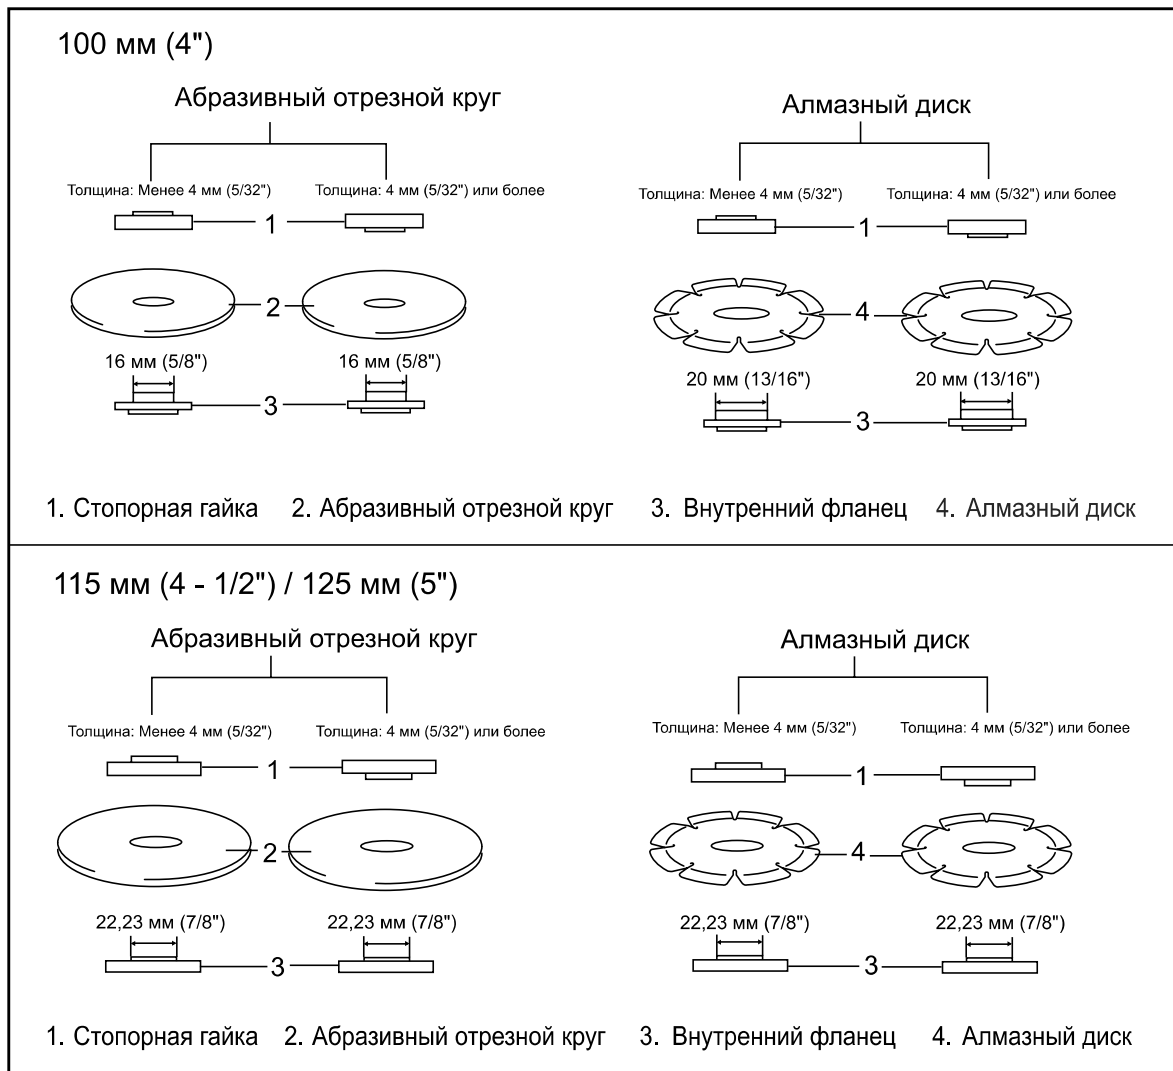 100 мм (4")
Абразивный отрезной круг
Алмазный диск
Толщина: Менее 4 мм (5/32")
Толщина: 4 мм (5/32") или более
Толщина: Менее 4 мм (5/32")
Толщина: 4 мм (5/32") или более
1
1
2
4
16 мм (5/8")
16 мм (5/8")
20 мм (13/16")
20 мм (13/16")
3
3
1. Стопорная гайка 2. Абразивный отрезной круг 3. Внутренний фланец 4. Алмазный диск
115 мм (4 - 1/2") / 125 мм (5")
Абразивный отрезной круг
Алмазный диск
Толщина: Менее 4 мм (5/32")
Толщина: 4 мм (5/32") или более
Толщина: Менее 4 мм (5/32")
Толщина: 4 мм (5/32") или более
1
1
2
4
22,23 мм (7/8")
22,23 мм (7/8")
22,23 мм (7/8")
22,23 мм (7/8")
3
3
1. Стопорная гайка 2. Абразивный отрезной круг 3. Внутренний фланец 4. Алмазный диск